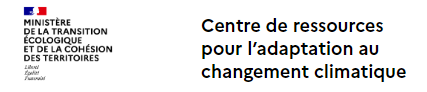 MINISTÈRE
DE LA TRANSITION
ÉCOLOGIQUE
ET DE LA COHÉSION
DES TERRITOIRES
Liberté
Égalité
Fraternité
Centre de ressources
pour l'adaptation au
changement climatique